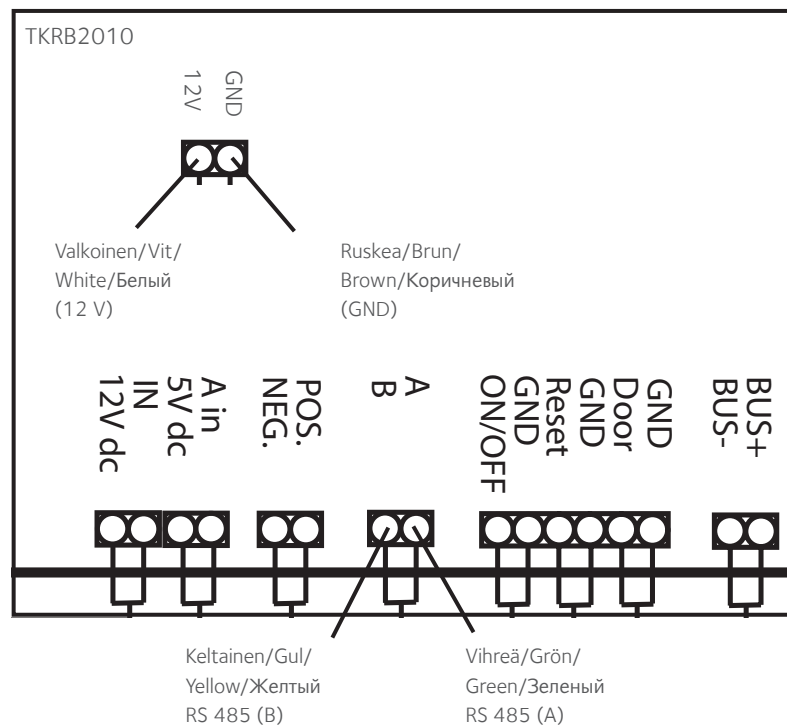 TKRB2010
12V
GND
Valkoinen/Vit/
White/Белый
(12 V)
Ruskea/Brun/
Brown/Коричневый
(GND)
12V dc
IN
5V dc
A in
NEG.
POS.
B
A
ON/OFF
GND
Reset
GND
Door
GND
BUS-
BUS+
Keltainen/Gul/
Yellow/Желтый
RS 485 (B)
Vihreä/Grön/
Green/Зеленый
RS 485 (A)